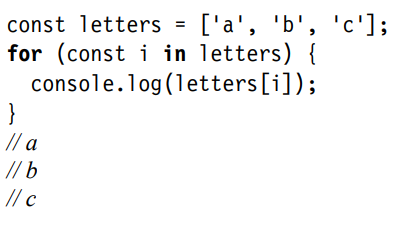 const letters = ['a', 'b', 'c'];
for (const i in letters) {
  console.log(letters[i]);
}
// a
// b
// c